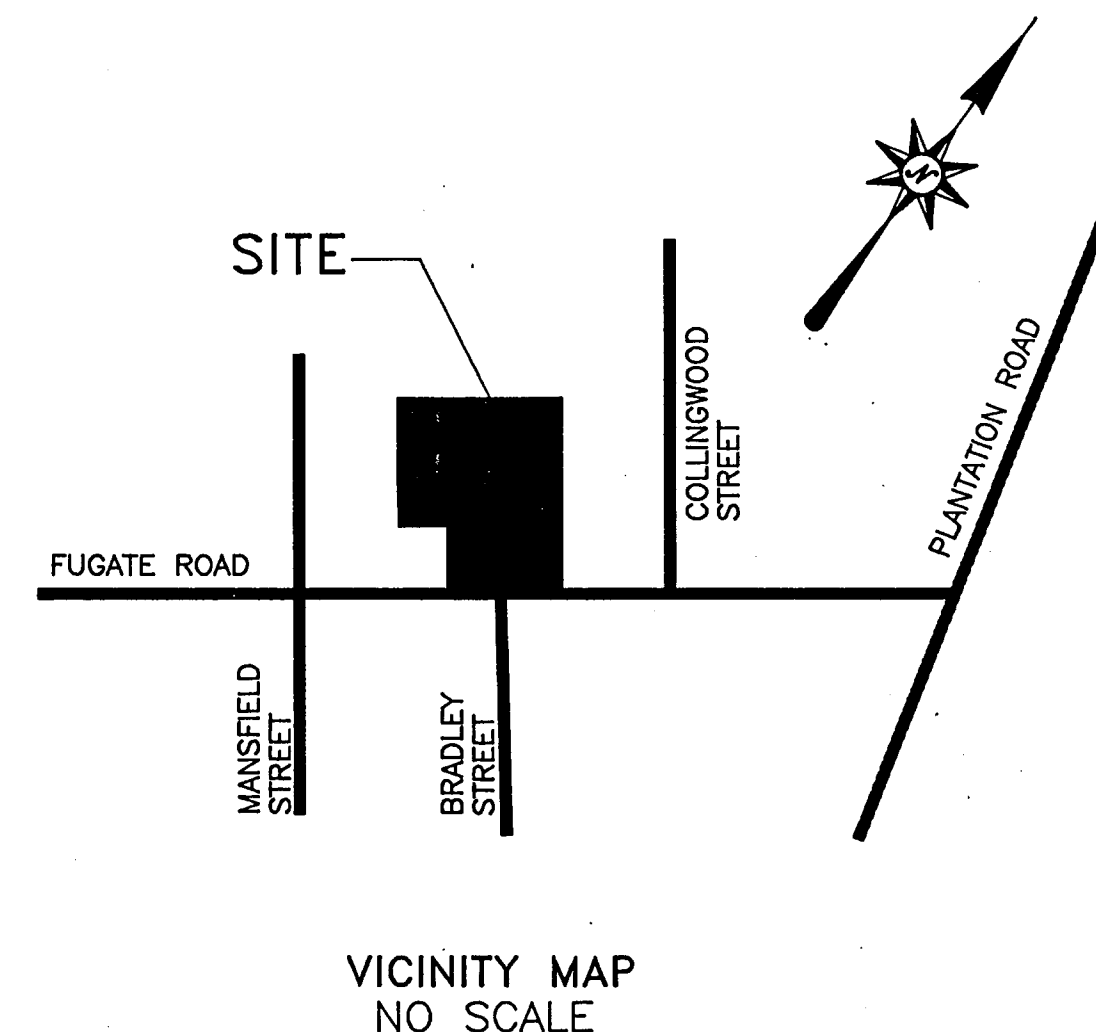 N
SITE
COLLINGWOOD
STREET
PLANTATION ROAD
FUGATE ROAD
MANSFIELD
STREET
BRADLEY
STREET
VICINITY MAP
NO SCALE